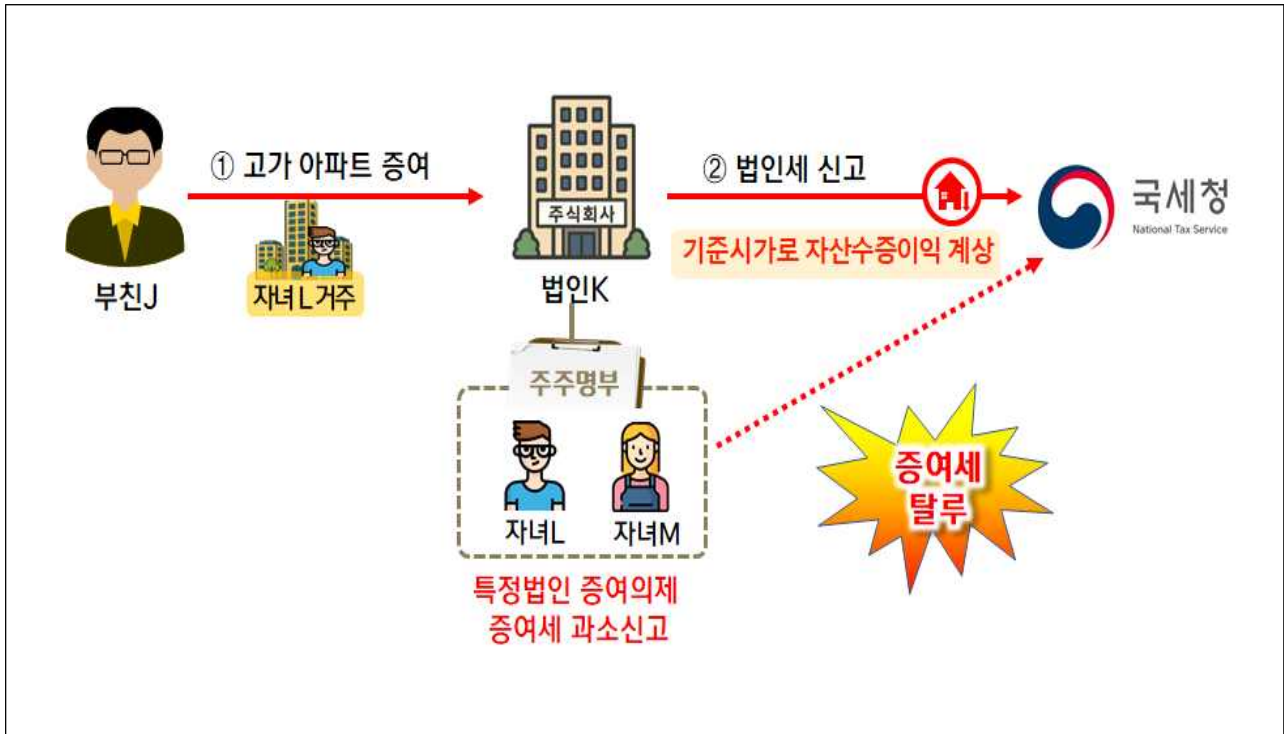 ① 고가 아파트 증여
부친J
자녀 L 거주
주식회사
법인K
② 법인세 신고
기준시가로 자산수증이익 계상
국세청
National Tax Service
주주명부
자녀L
자녀M
특정법인 증여의제
증여세 과소신고
증여세
탈루